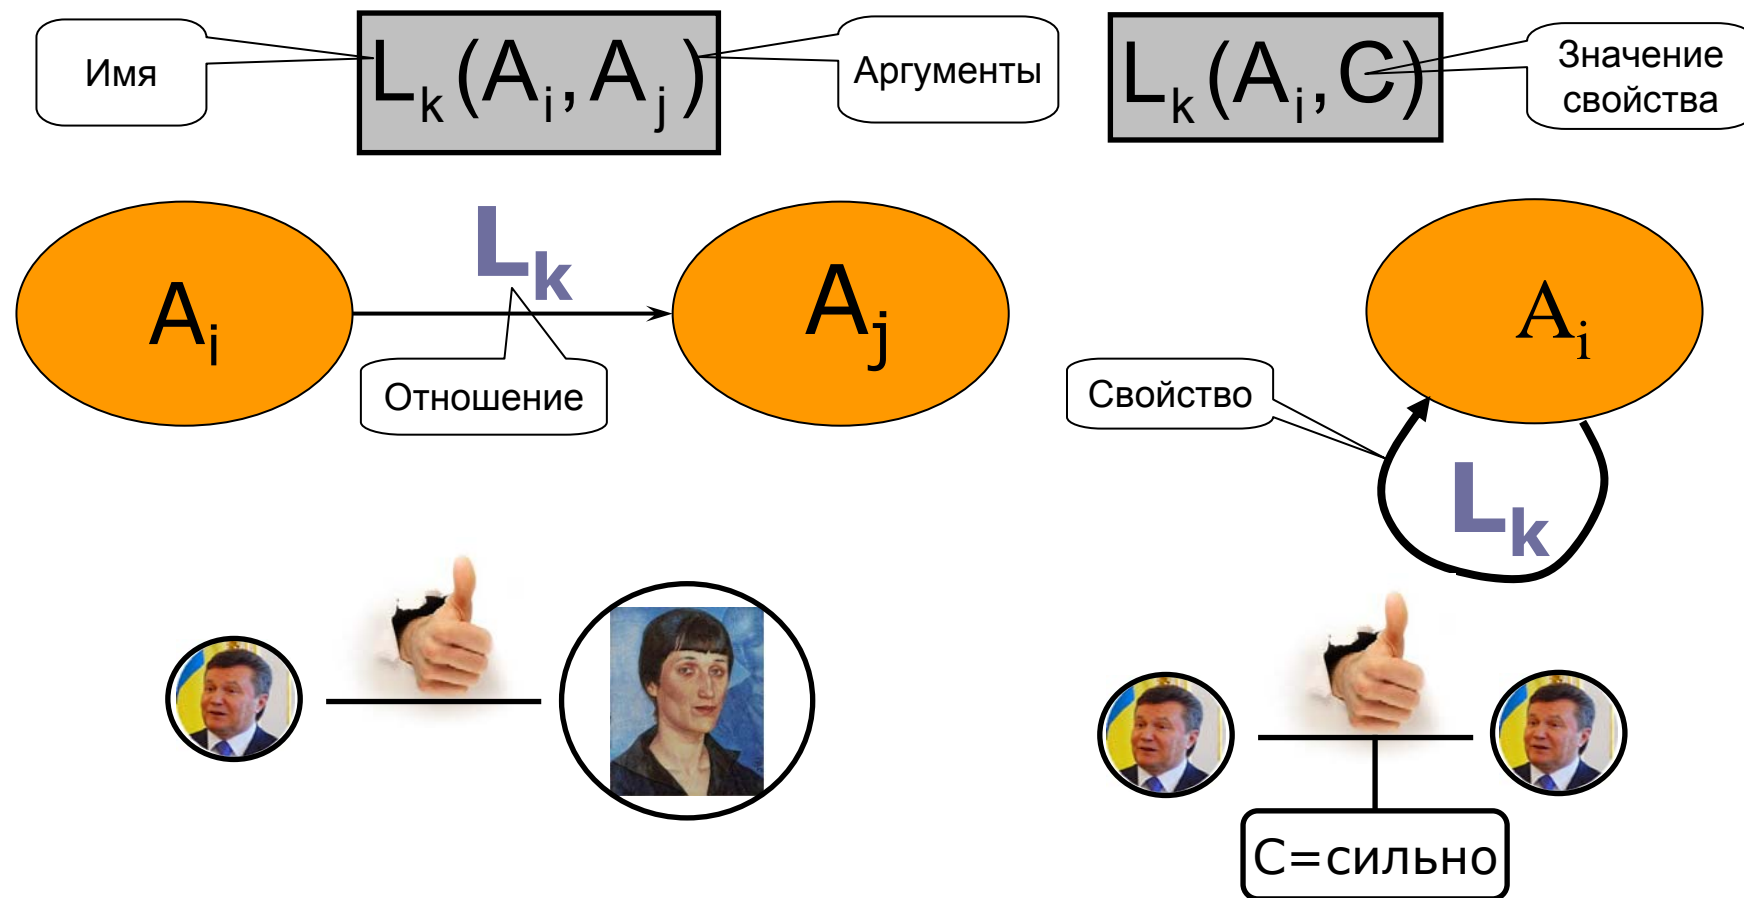 Имя
Lk(Ai, Aj)
Аргументы
Lk(Ai, C)
Значение
свойства
Ai
Lk
Aj
Отношение
Ai
Свойство
Lk
C=сильно